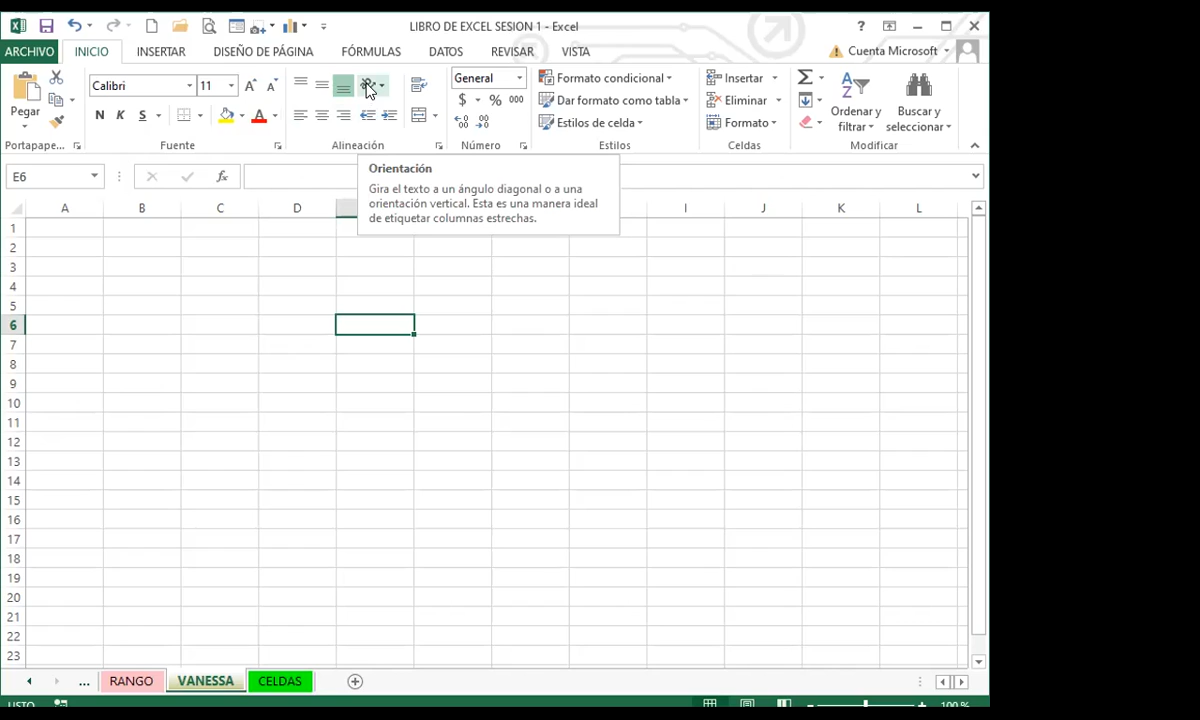 LIBRO DE EXCEL SESION 1 - Excel
?
ARCHIVO INICIO INSERTAR DISEÑO DE PÁGINA FÓRMULAS DATOS REVISAR VISTA Cuenta Microsoft
Pegar
Portapape...
Calibri 11
N K S
Fuente
Alineación
General
$ % 000
Número
Formato condicional
Dar formato como tabla
Estilos de celda
Estilos
Insertar
Eliminar
Formato
Celdas
Ordenar y filtrar
Buscar y seleccionar
Modificar
E6 fx
Orientación
Gira el texto a un ángulo diagonal o a una
orientación vertical. Esta es una manera ideal
de etiquetar columnas estrechas.
A B C D I J K L
1
2
3
4
5
6
7
8
9
10
11
12
13
14
15
16
17
18
19
20
21
22
23
... RANGO VANESSA CELDAS
LISTO 100 %